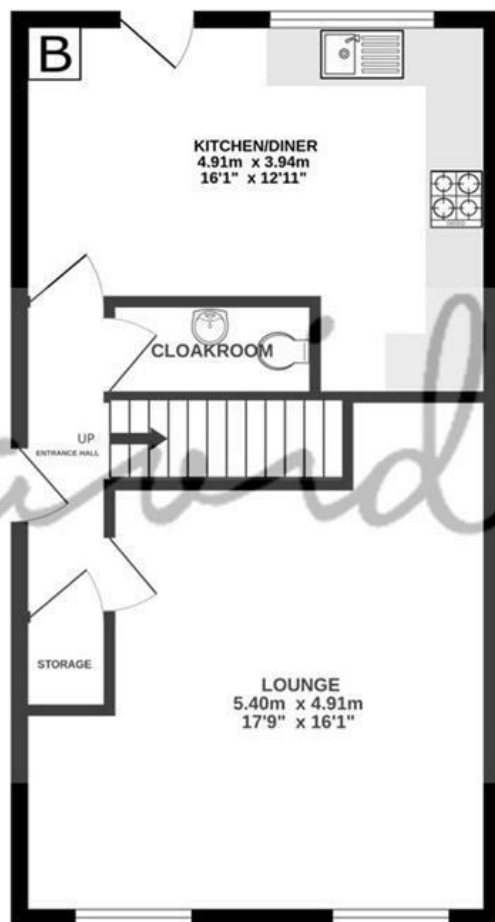 B
KITCHEN/DINER
4.91m x 3.94m
16'1" x 12'11"
CLOAKROOM
UP
ENTRANCE HALL
STORAGE
LOUNGE
5.40m x 4.91m
17'9" x 16'1"